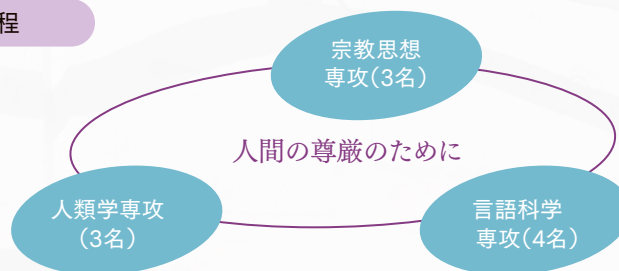 程
宗教思想
専攻(3名)
人間の尊厳のために
人類学専攻
(3名)
言語科学
専攻(4名)